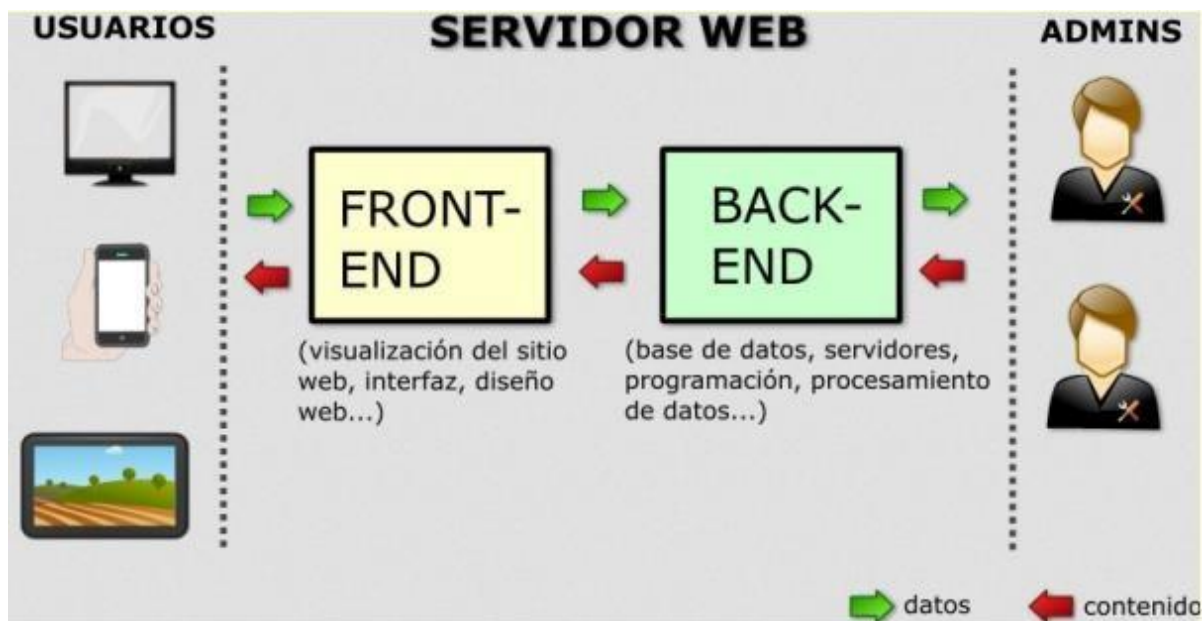 USUARIOS
SERVIDOR WEB
ADMINS
FRONT-
END
(visualización del sitio
web, interfaz, diseño
web...)
BACK-
END
(base de datos, servidores,
programación, procesamiento
de datos...)
datos
contenido